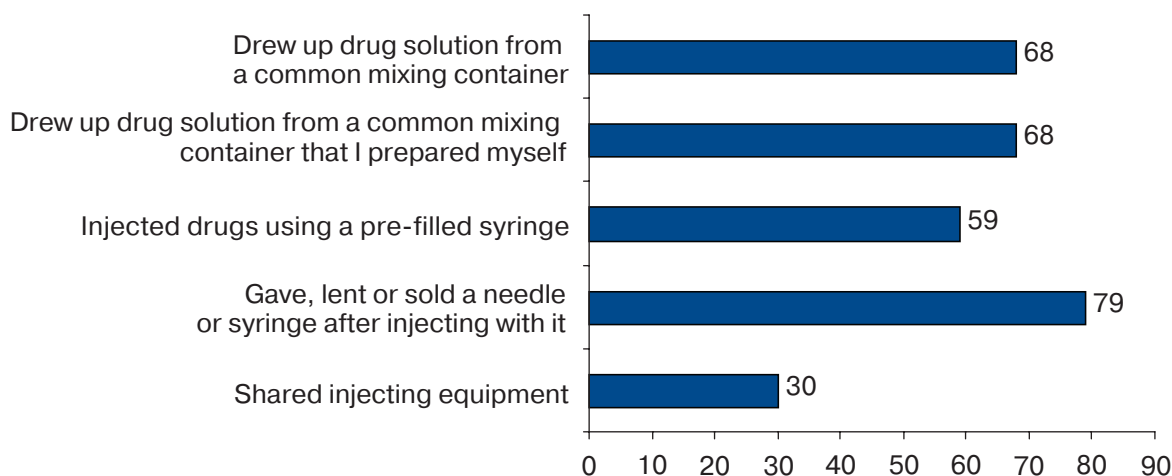 Drew up drug solution from
a common mixing container
68
Drew up drug solution from a common mixing
container that I prepared myself
68
Injected drugs using a pre-filled syringe
59
Gave, lent or sold a needle
or syringe after injecting with it
79
Shared injecting equipment
30
0 10 20 30 40 50 60 70 80 90